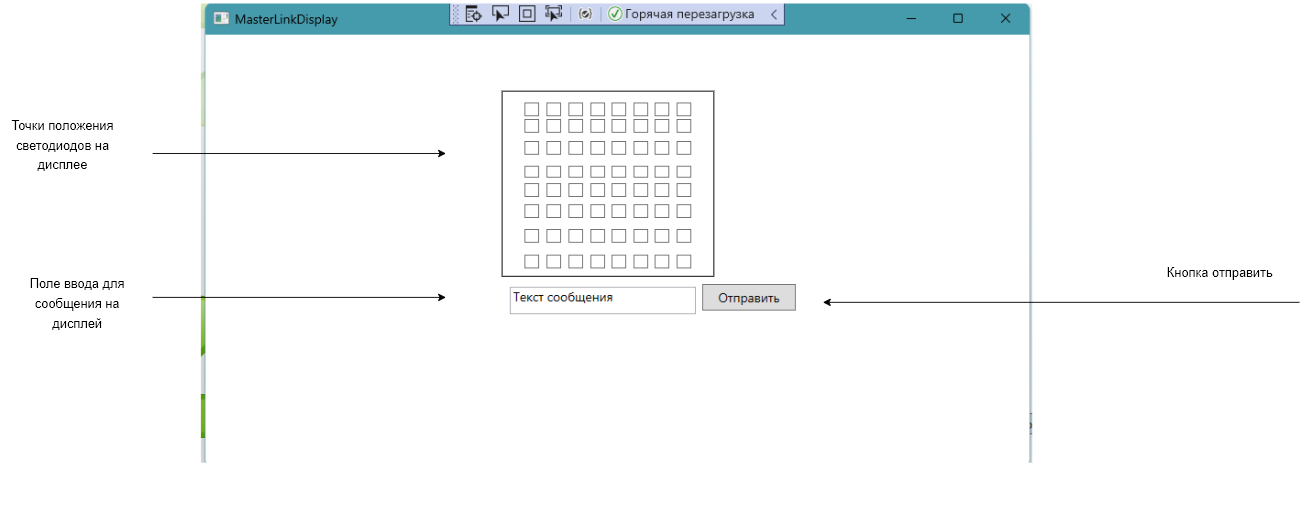 MasterLinkDisplay
Горячая перезагрузка
Точки положения
светодиодов на
дисплее
Поле ввода для
сообщения на
дисплей
Текст сообщения
Отправить
Кнопка отправить